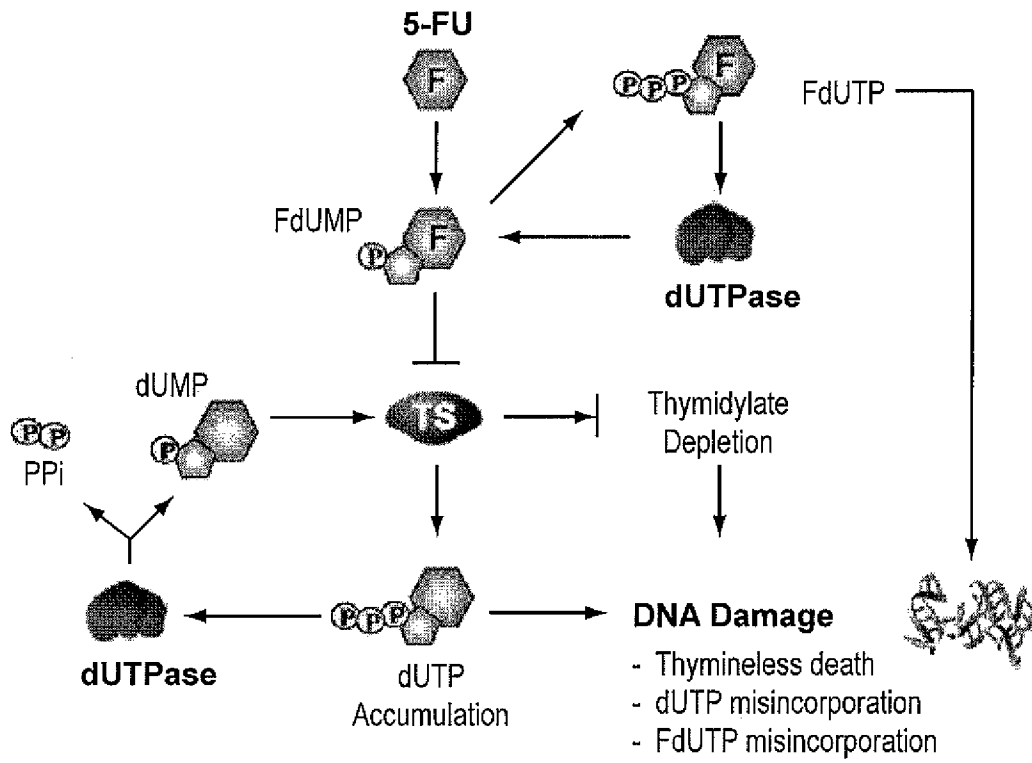 5-FU
F
P P P F
FdUTP
FdUMP
P F
dUTPase
dUMP
P
P P
PPi
TS
Thymidylate
Depletion
dUTPase
P P P
dUTP
Accumulation
DNA Damage
- Thymineless death
- dUTP misincorporation
- FdUTP misincorporation